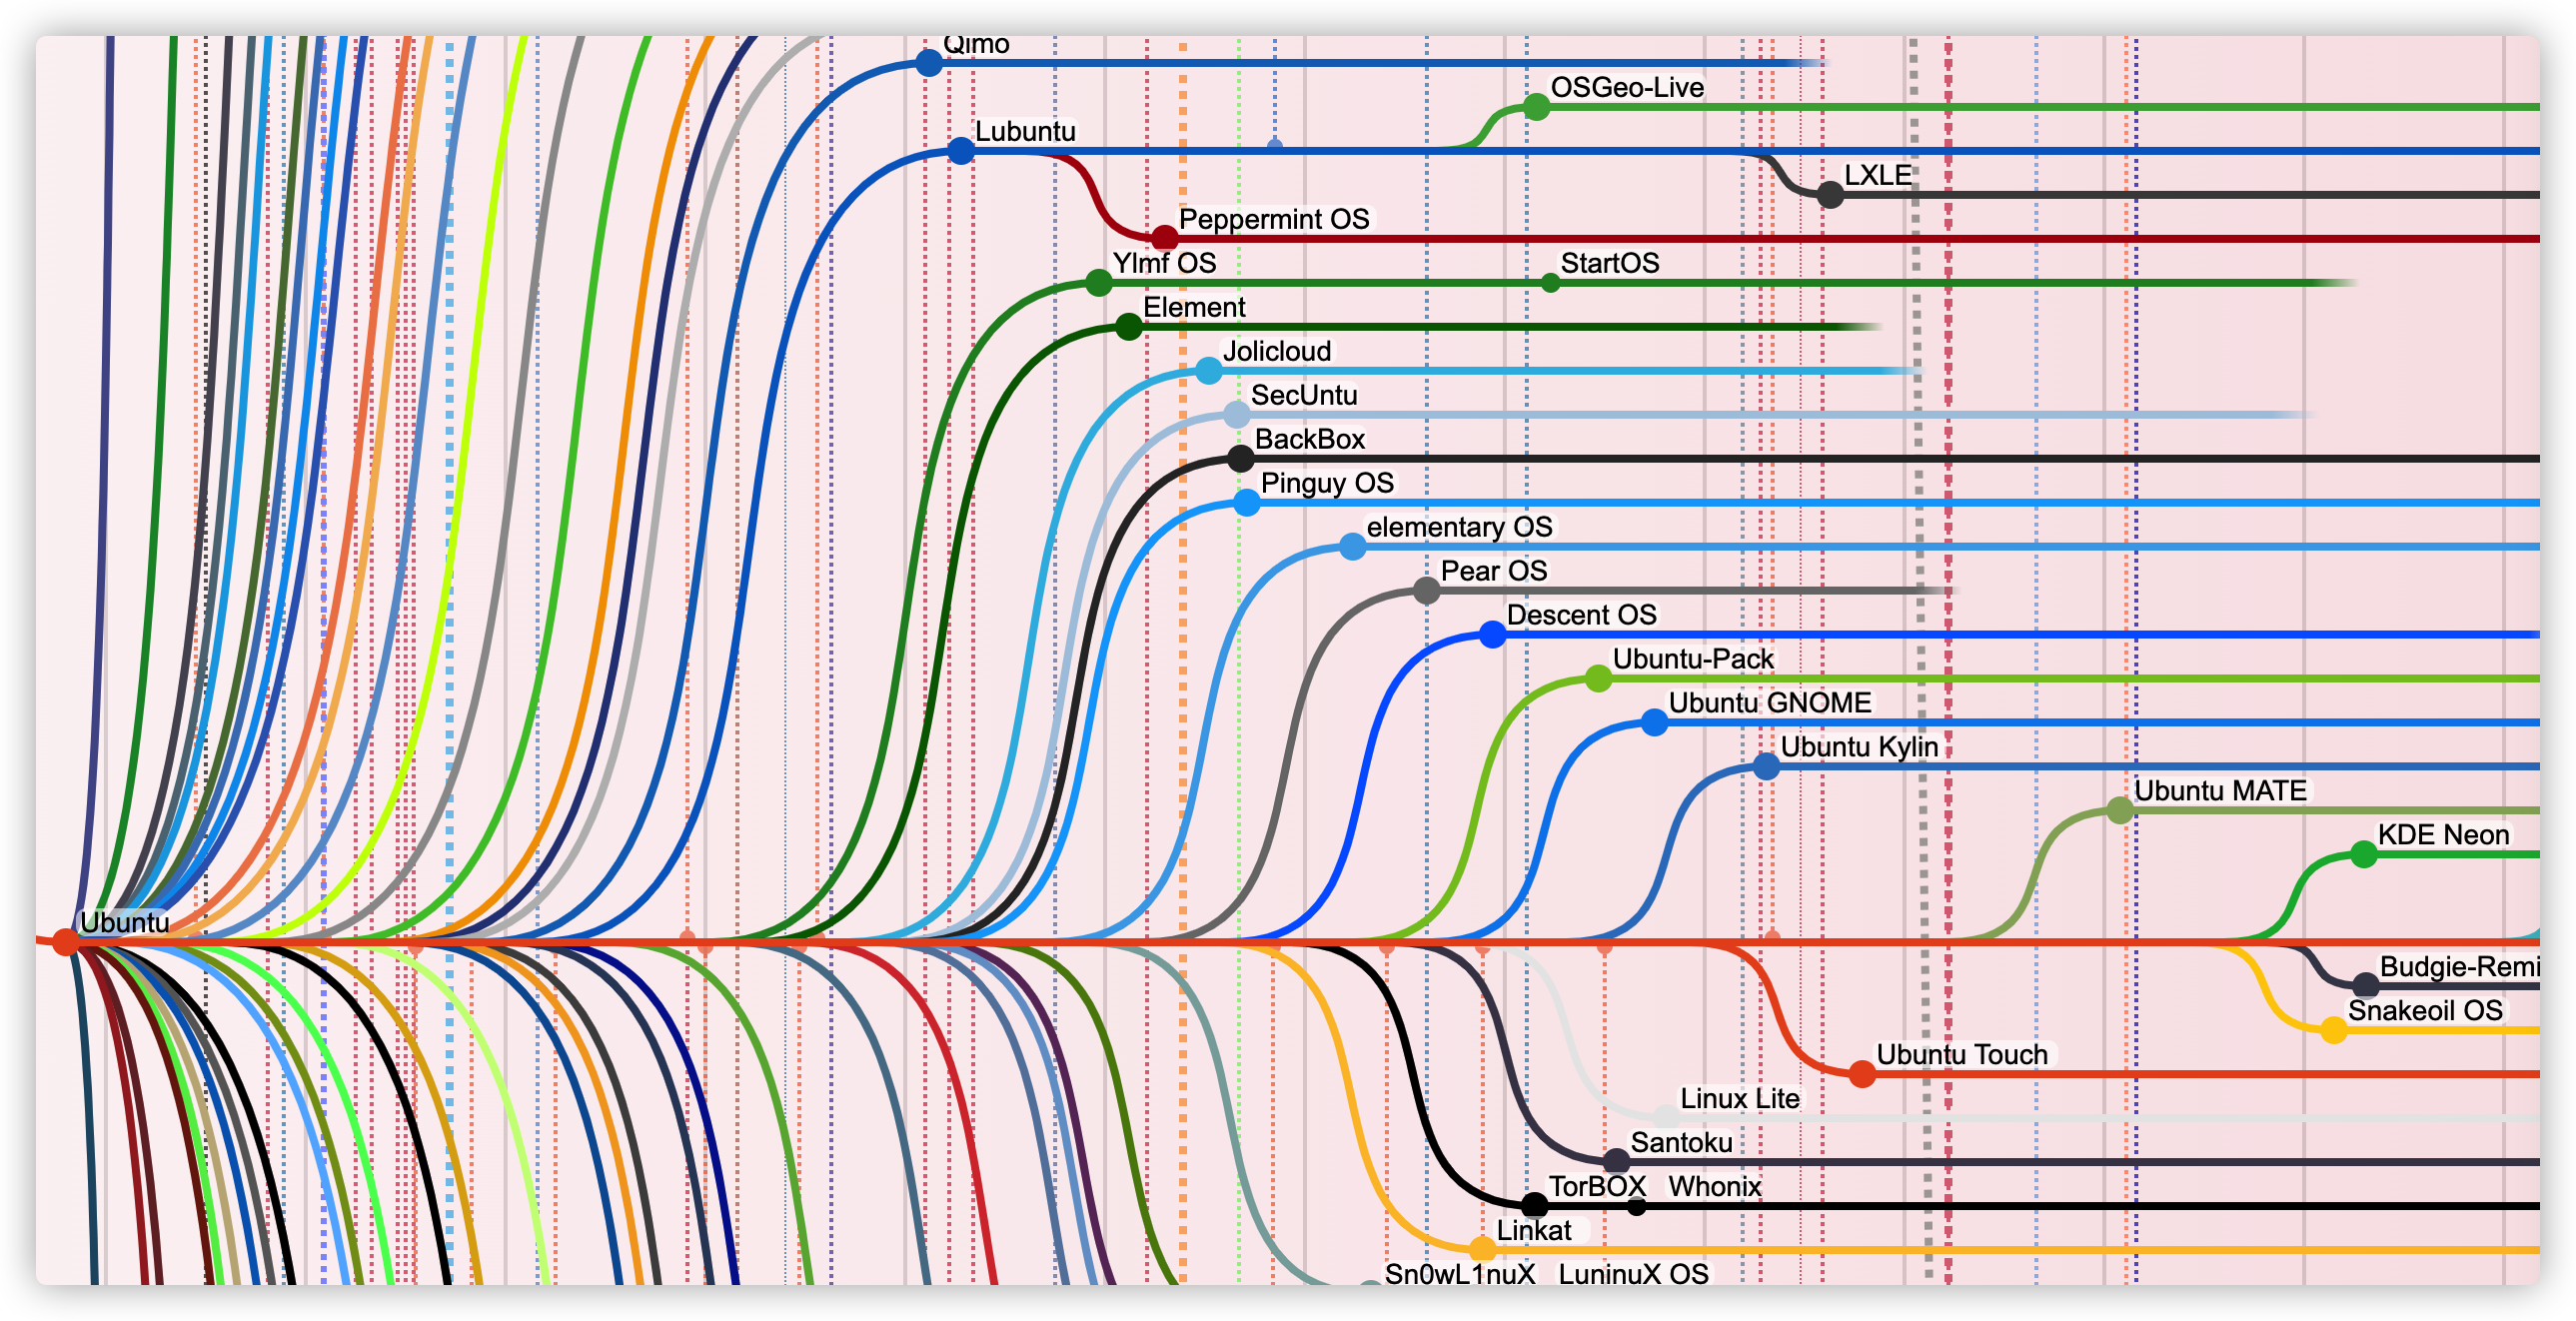 Qimo
OSGeo-Live
Lubuntu
LXLE
Peppermint OS
Ylmf OS
StartOS
Element
Jolicloud
SecUntu
BackBox
Pinguy OS
elementary OS
Pear OS
Descent OS
Ubuntu-Pack
Ubuntu GNOME
Ubuntu Kylin
Ubuntu MATE
KDE Neon
Ubuntu
Budgie-Remi
Snakeoil OS
Ubuntu Touch
Linux Lite
Santoku
TorBOX Whonix
Linkat
Sn0wL1nuX LuninuX OS